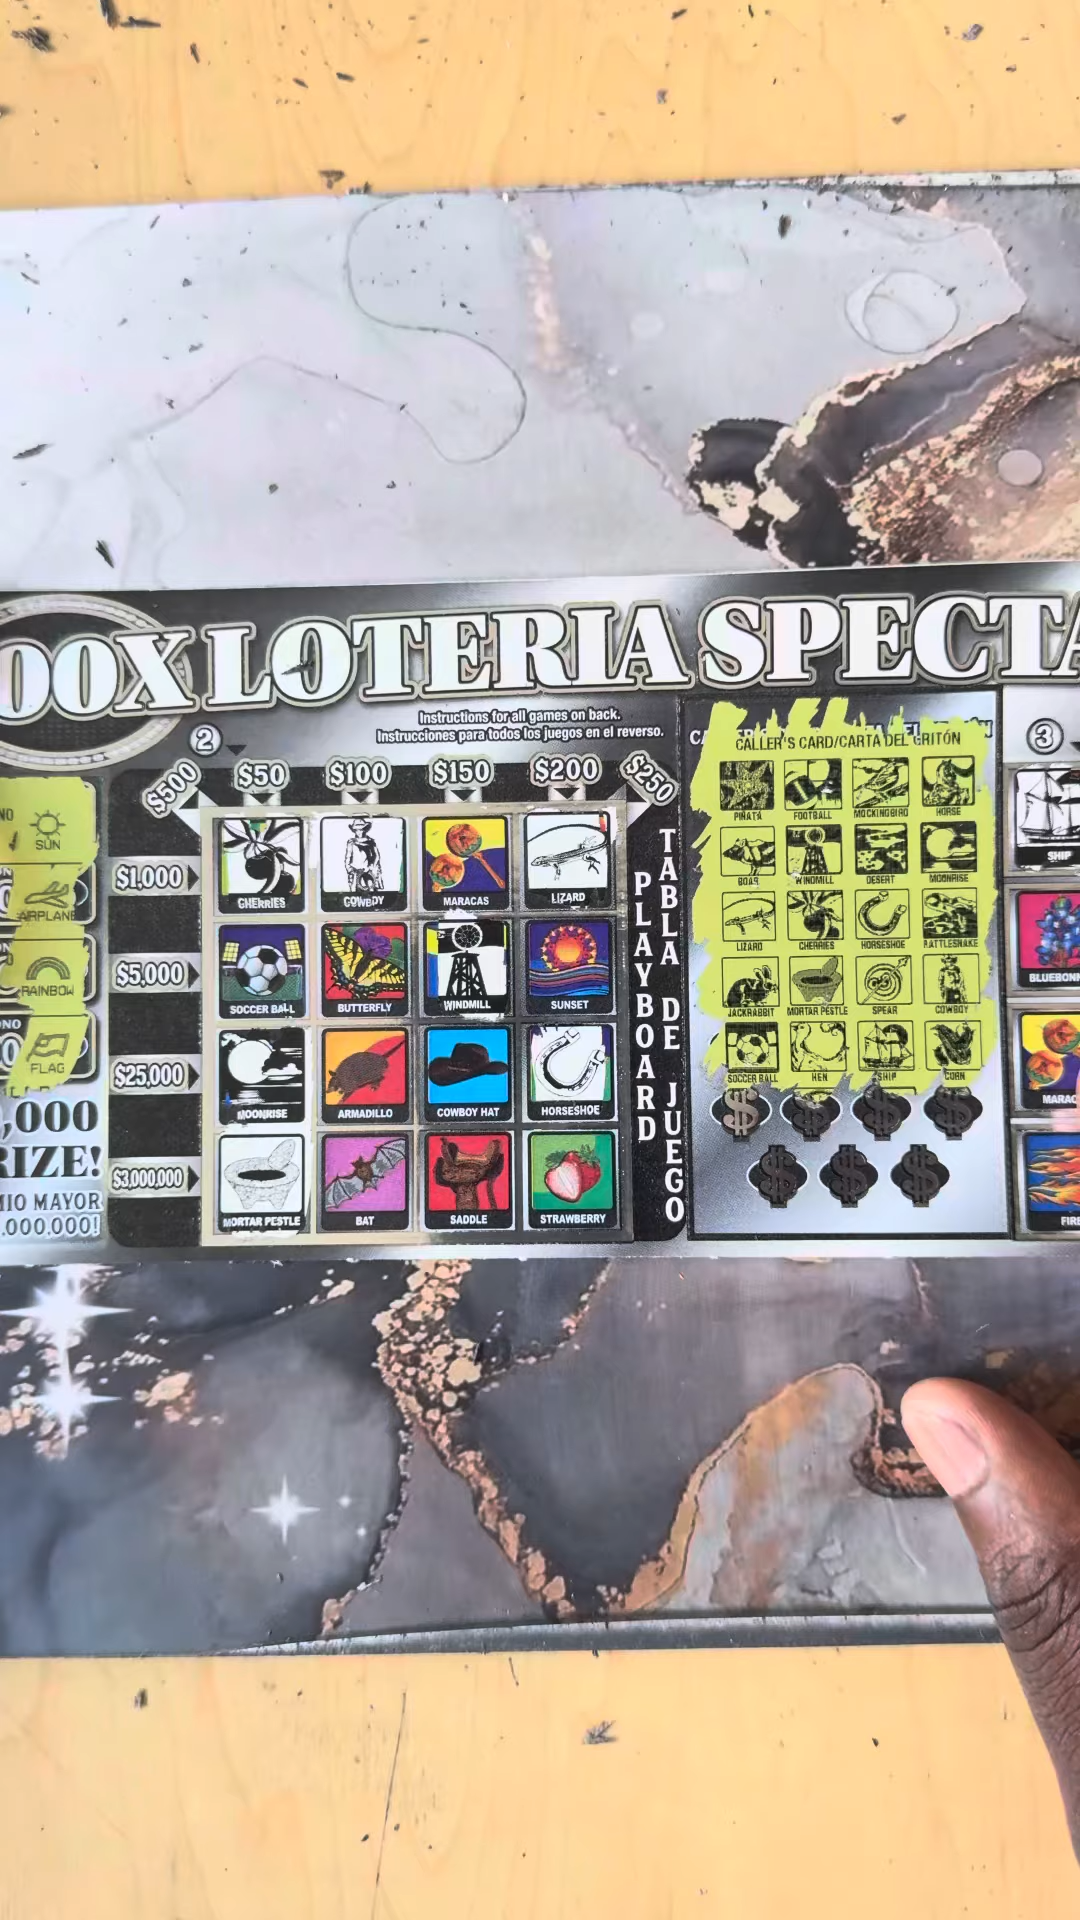 00X LOTERIA SPECTA
Instructions for all games on back.
Instrucciones para todos los juegos en el reverso.
2
$500 $50 $100 $150 $200 $250
$1,000
$5,000
$25,000
$3,000,000
CHERRIES COWBOY MARACAS LIZARD
SOCCER BALL BUTTERFLY WINDMILL SUNSET
MOONRISE ARMADILLO COWBOY HAT HORSESHOE
MORTAR PESTLE BAT SADDLE STRAWBERRY
PLAYBOARD
TABLA DE JUEGO
CALLER'S CARD/CARTA DEL GRITÓN
PIÑATA FOOTBALL MOCKINGBIRD HORSE
BOAR WINDMILL DESERT MOONRISE
LIZARD CHERRIES HORSESHOE RATTLESNAKE
JACKRABBIT MORTAR PESTLE SPEAR COWBOY
SOCCER BALL HEN SHIP CORN
$ $ $ $
$ $ $
3
SHIP
BLUEBONN
MARAC
FIRE
NO
SUN
AIRPLANE
RAINBOW
ONO
FLAG
,000
RIZE!
MIO MAYOR
,000,000!